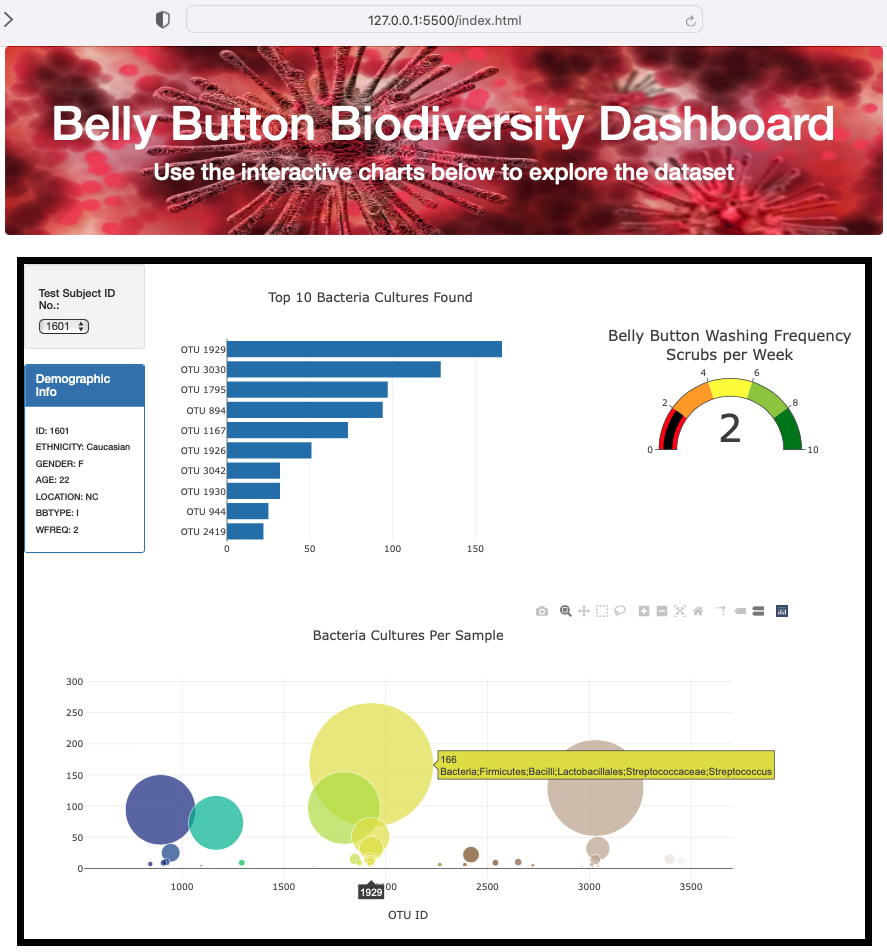 127.0.0.1:5500/index.html
Belly Button Biodiversity Dashboard
Use the interactive charts below to explore the dataset
Test Subject ID
No.:
1601
Demographic
Info
ID: 1601
ETHNICITY: Caucasian
GENDER: F
AGE: 22
LOCATION: NC
BBTYPE: I
WFREQ: 2
Top 10 Bacteria Cultures Found
OTU 1929
OTU 3030
OTU 1795
OTU 894
OTU 1167
OTU 1926
OTU 3042
OTU 1930
OTU 944
OTU 2419
0 50 100 150
Belly Button Washing Frequency
Scrubs per Week
4 6
2 8
2
0 10
Bacteria Cultures Per Sample
300
250
200
166
Bacteria;Firmicutes;Bacilli;Lactobacillales;Streptococcaceae;Streptococcus
150
100
50
0
1000 1500 00 2500 3000 3500
1929
OTU ID